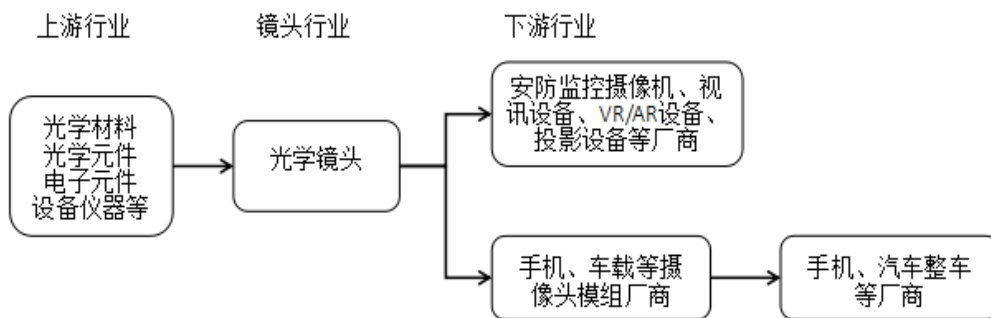 上游行业
镜头行业
下游行业
光学材料
光学元件
电子元件
设备仪器等
光学镜头
安防监控摄像机、视
讯设备、VR/AR设备、
投影设备等厂商
手机、车载等摄
像头模组厂商
手机、汽车整车
等厂商